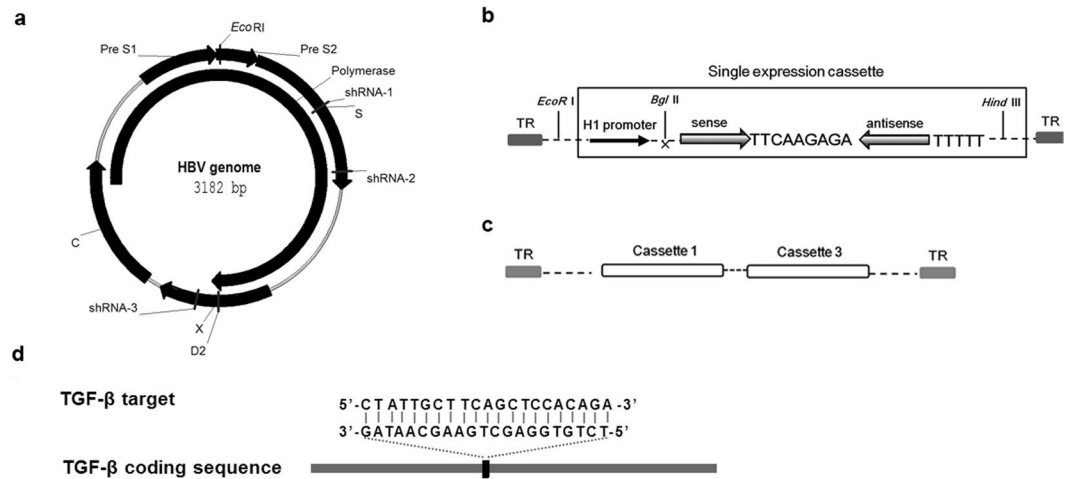 a
EcoRI
Pre S1
Pre S2
Polymerase
shRNA-1
S
HBV genome
3182 bp
shRNA-2
C
shRNA-3
X
D2
b
Single expression cassette
EcoR I
Bgl II
Hind III
TR
H1 promoter
sense
antisense
TR
X
TTCAAGAGA
TTTTT
c
TR
Cassette 1
Cassette 3
TR
d
TGF-β target
5'-CTATTGCTTCAGCTCCACAGA-3'
3'-GATAACGAAGTCGAGGTGTCT-5'
TGF-β coding sequence